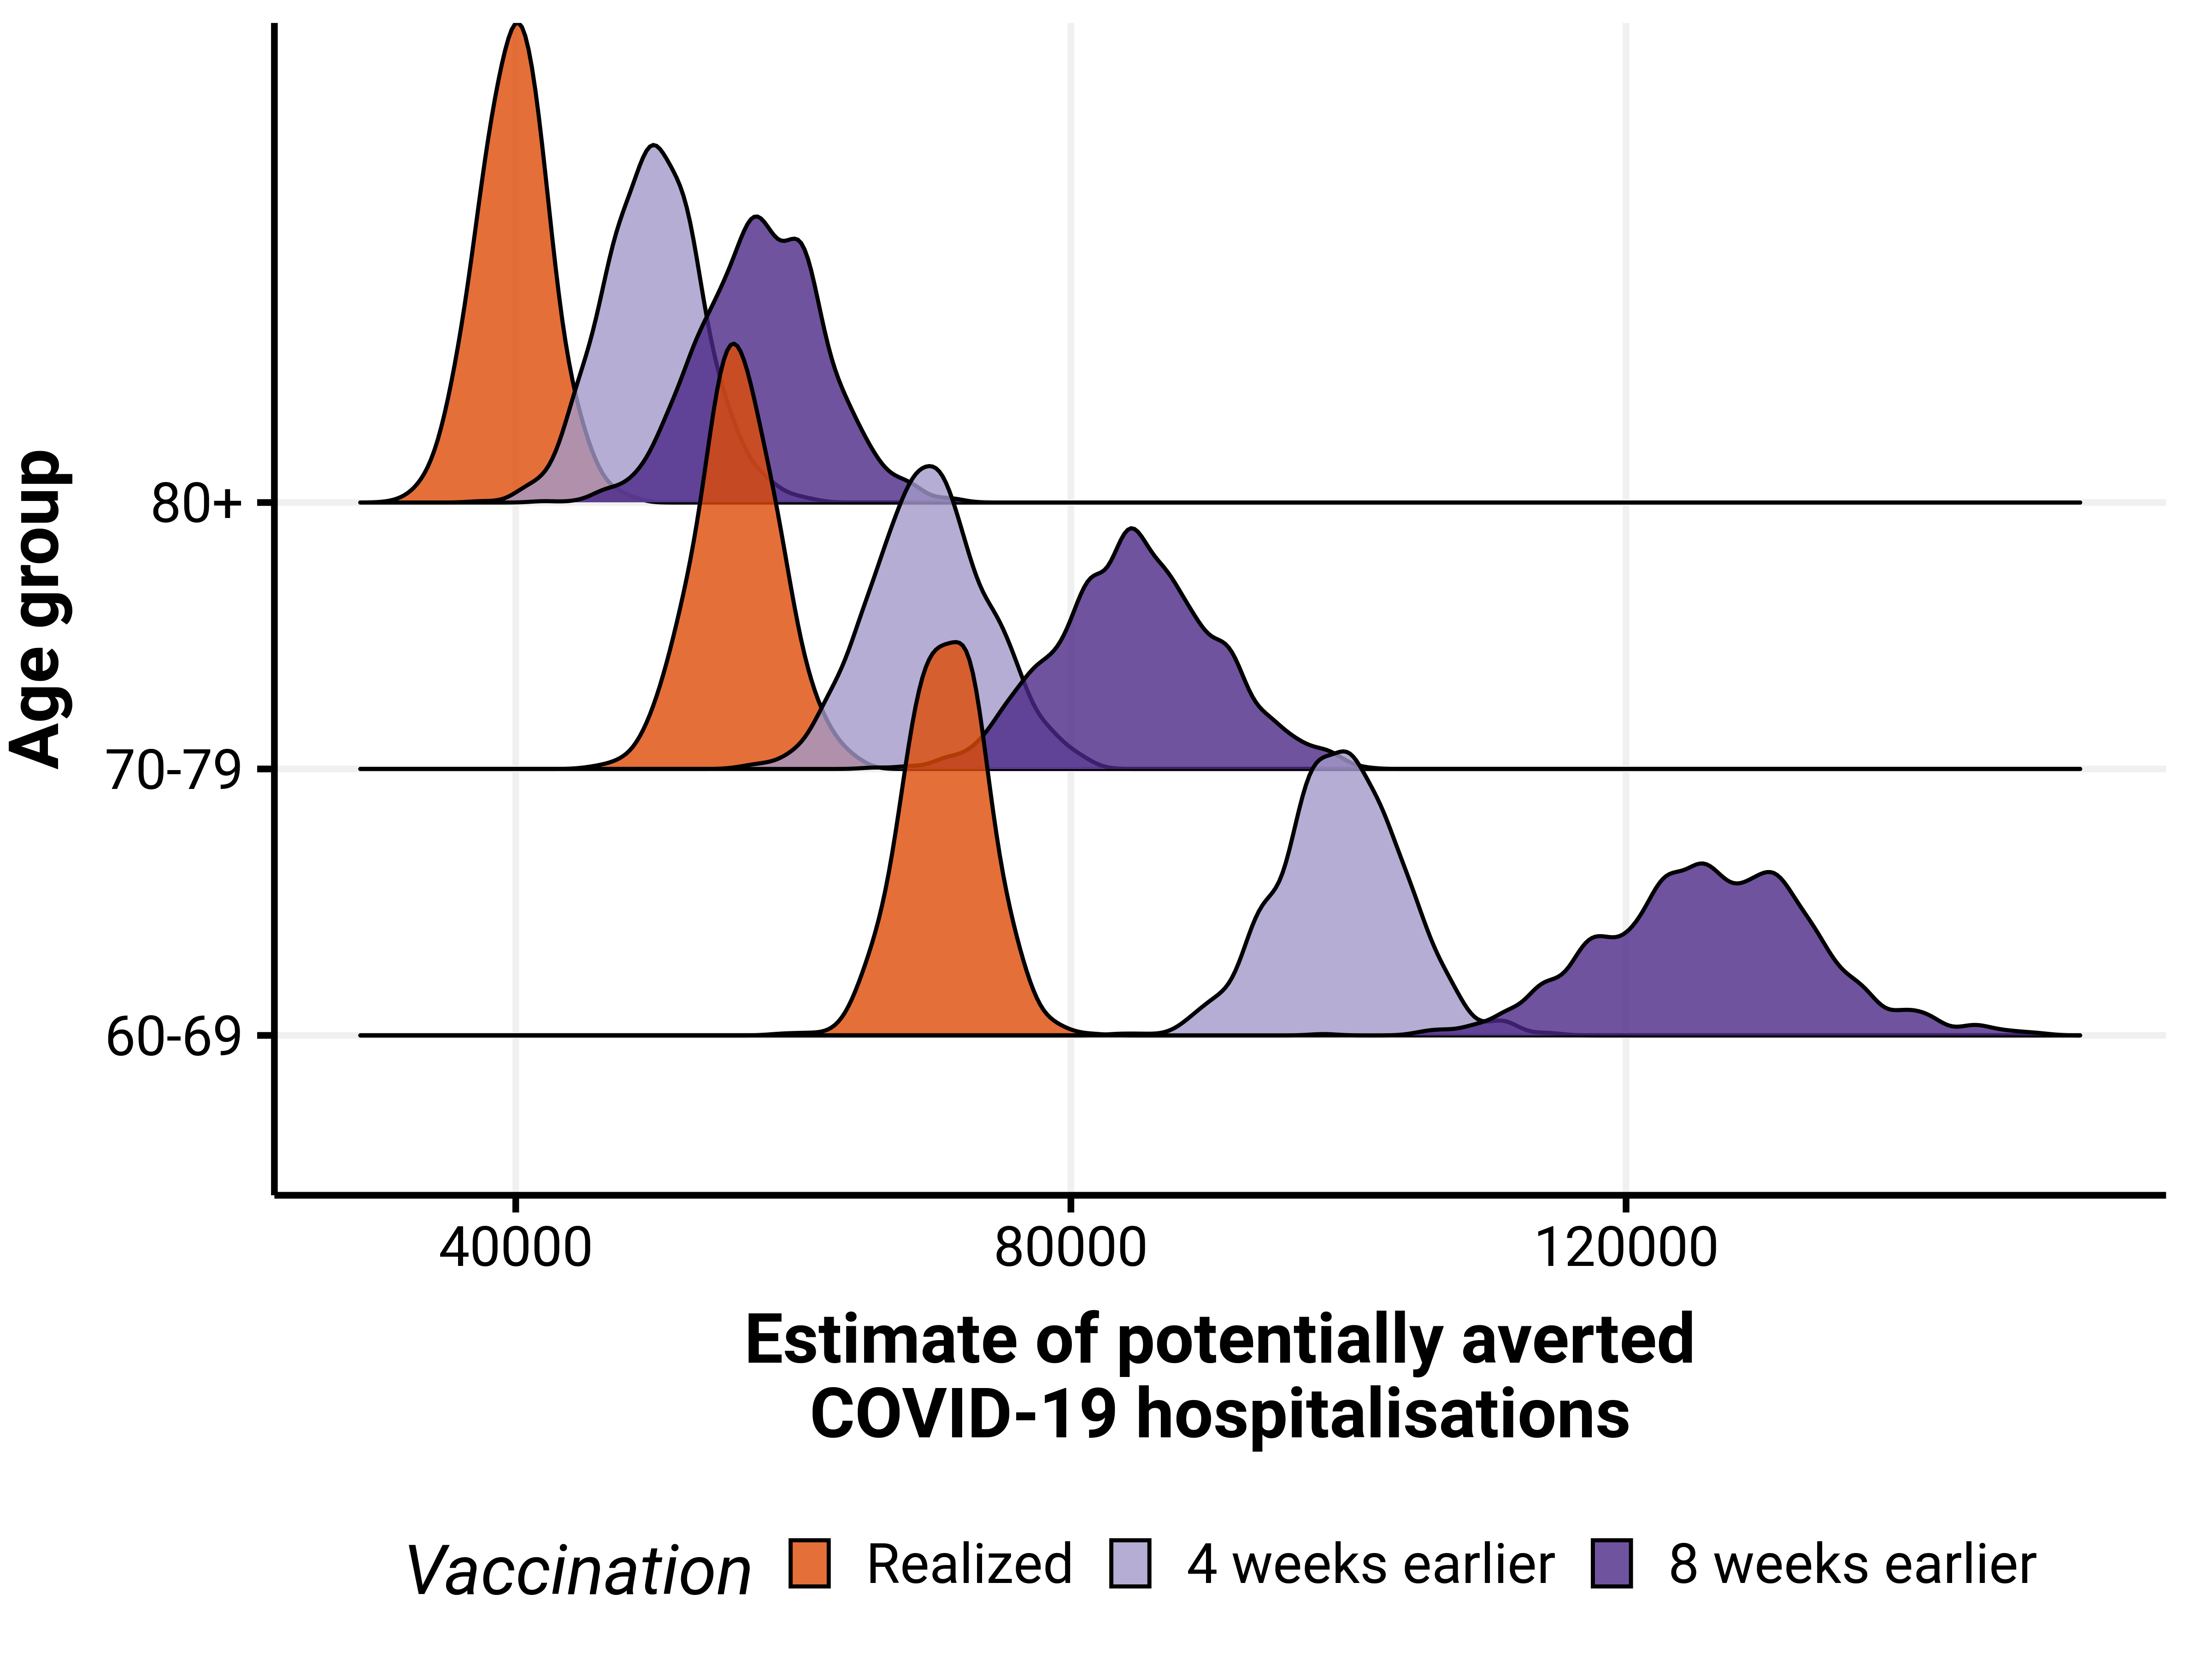 Age group
80+
70-79
60-69
40000 80000 120000
Estimate of potentially averted
COVID-19 hospitalisations
Vaccination Realized 4 weeks earlier 8 weeks earlier